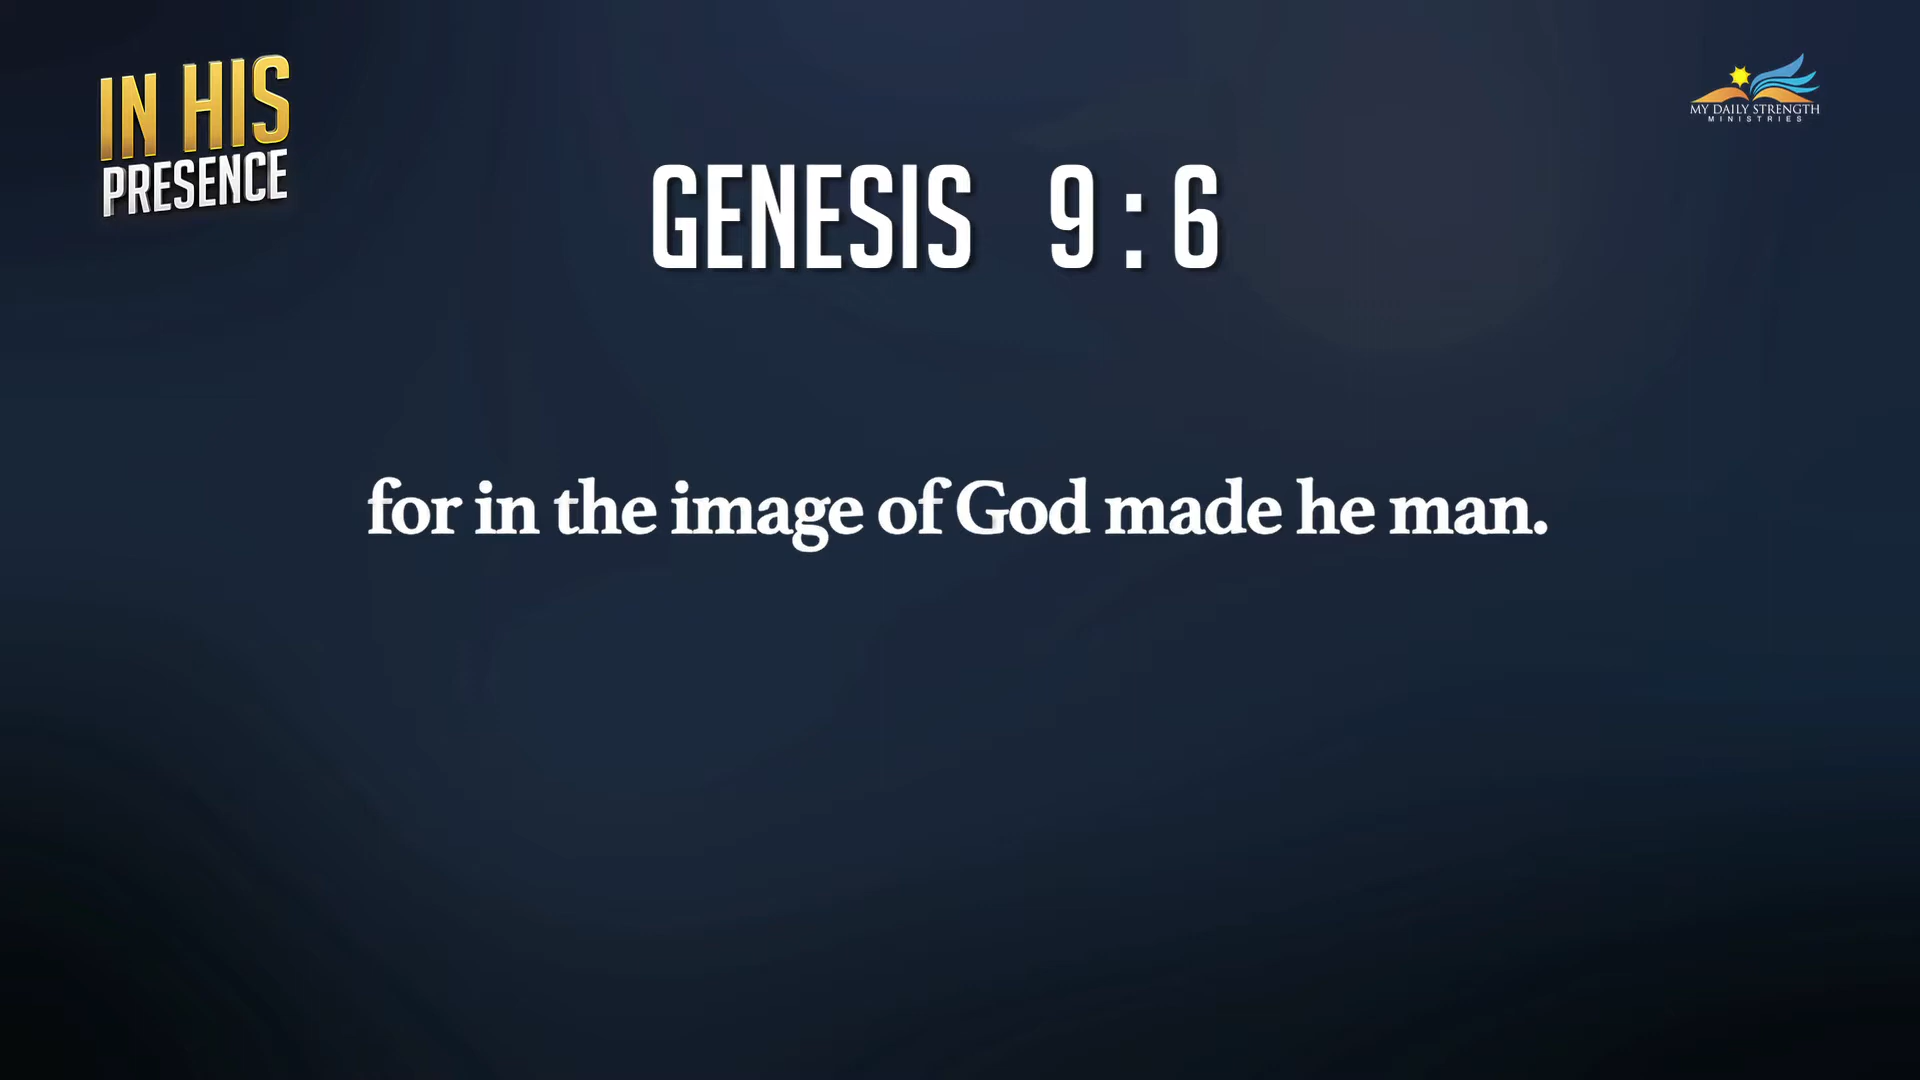 IN HIS
PRESENCE
MY DAILY STRENGTH
MINISTRIES
GENESIS 9:6
for in the image of God made he man.